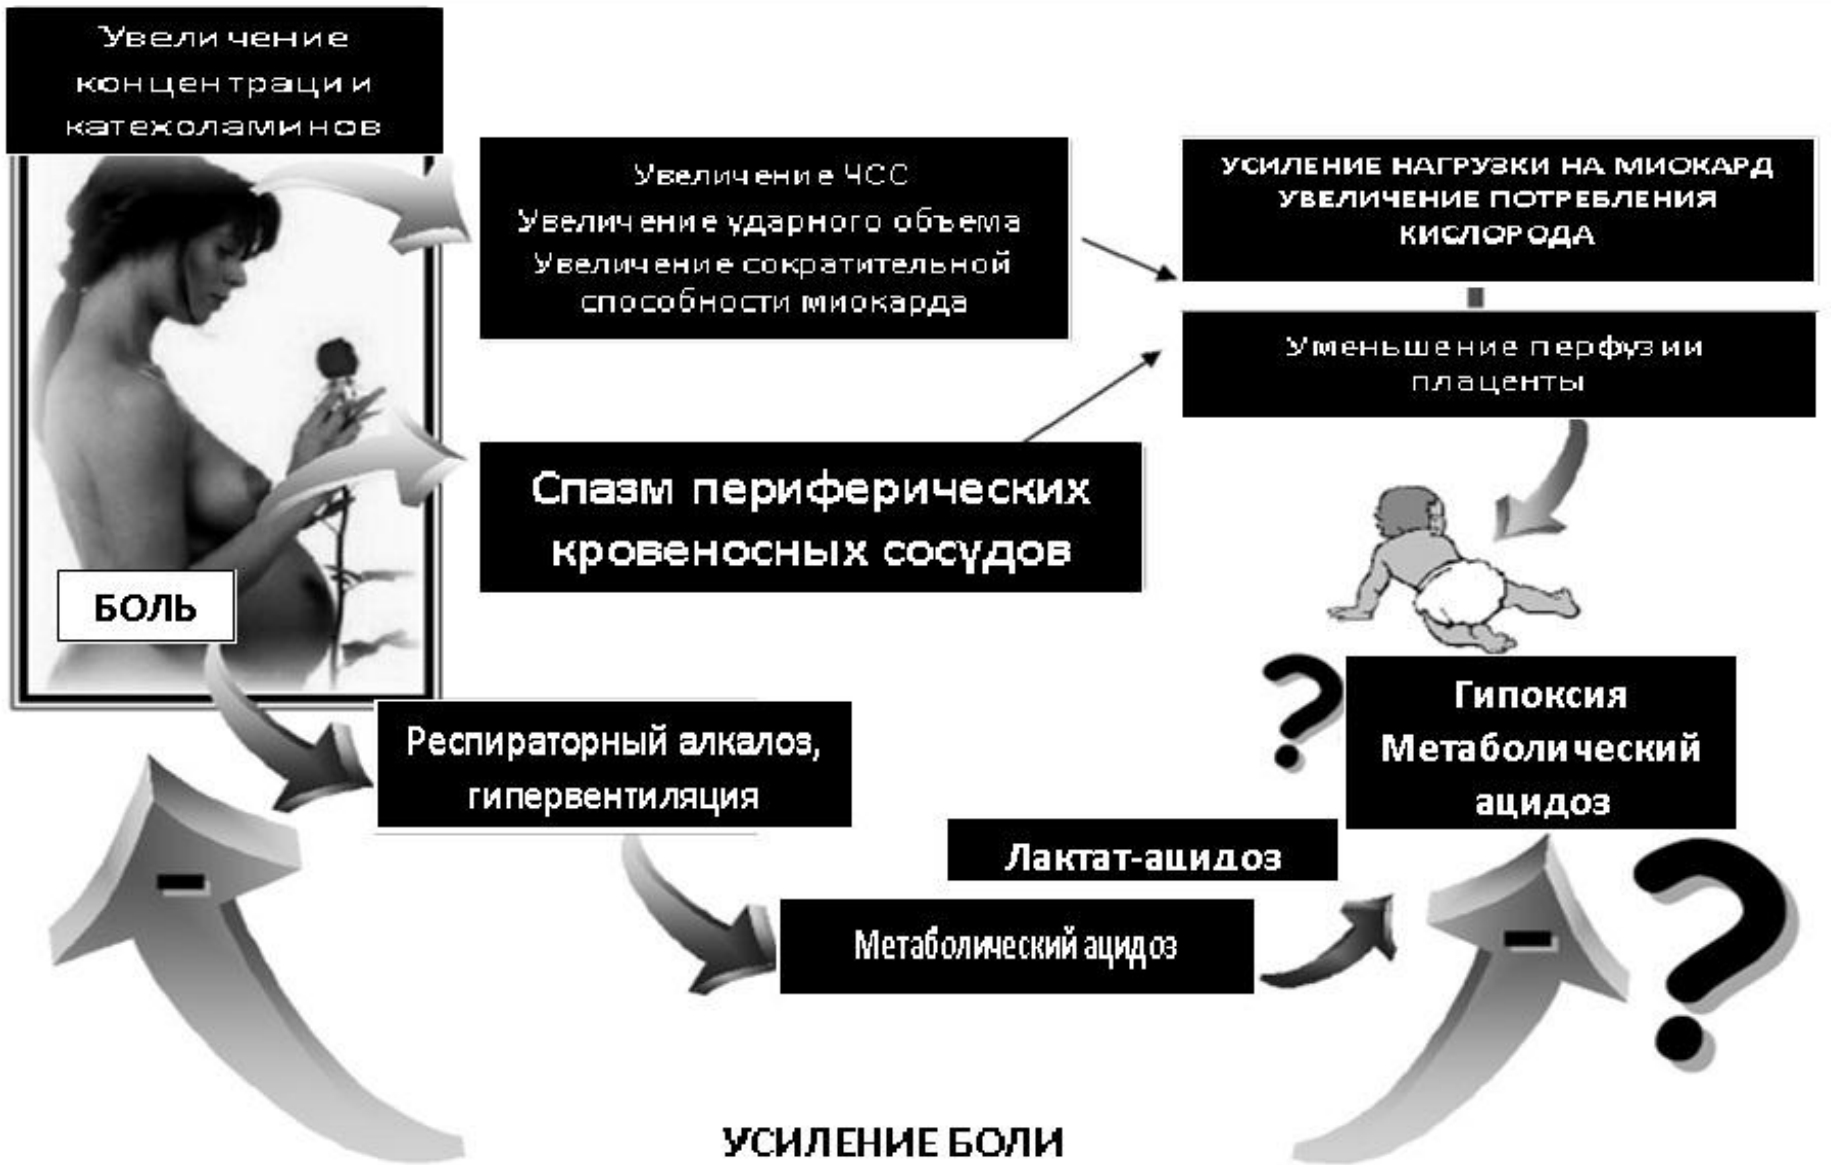 Увеличение
концентрации
катехоламинов
Увеличение ЧСС
Увеличение ударного объема
Увеличение сократительной
способности миокарда
УСИЛЕНИЕ НАГРУЗКИ НА МИОКАРД
УВЕЛИЧЕНИЕ ПОТРЕБЛЕНИЯ
КИСЛОРОДА
Уменьшение перфузии
плаценты
Спазм периферических
кровеносных сосудов
БОЛЬ
Респираторный алкалоз,
гипервентиляция
?
Гипоксия
Метаболический
ацидоз
Лактат-ацидоз
Метаболический ацидоз
-
-
?
УСИЛЕНИЕ БОЛИ